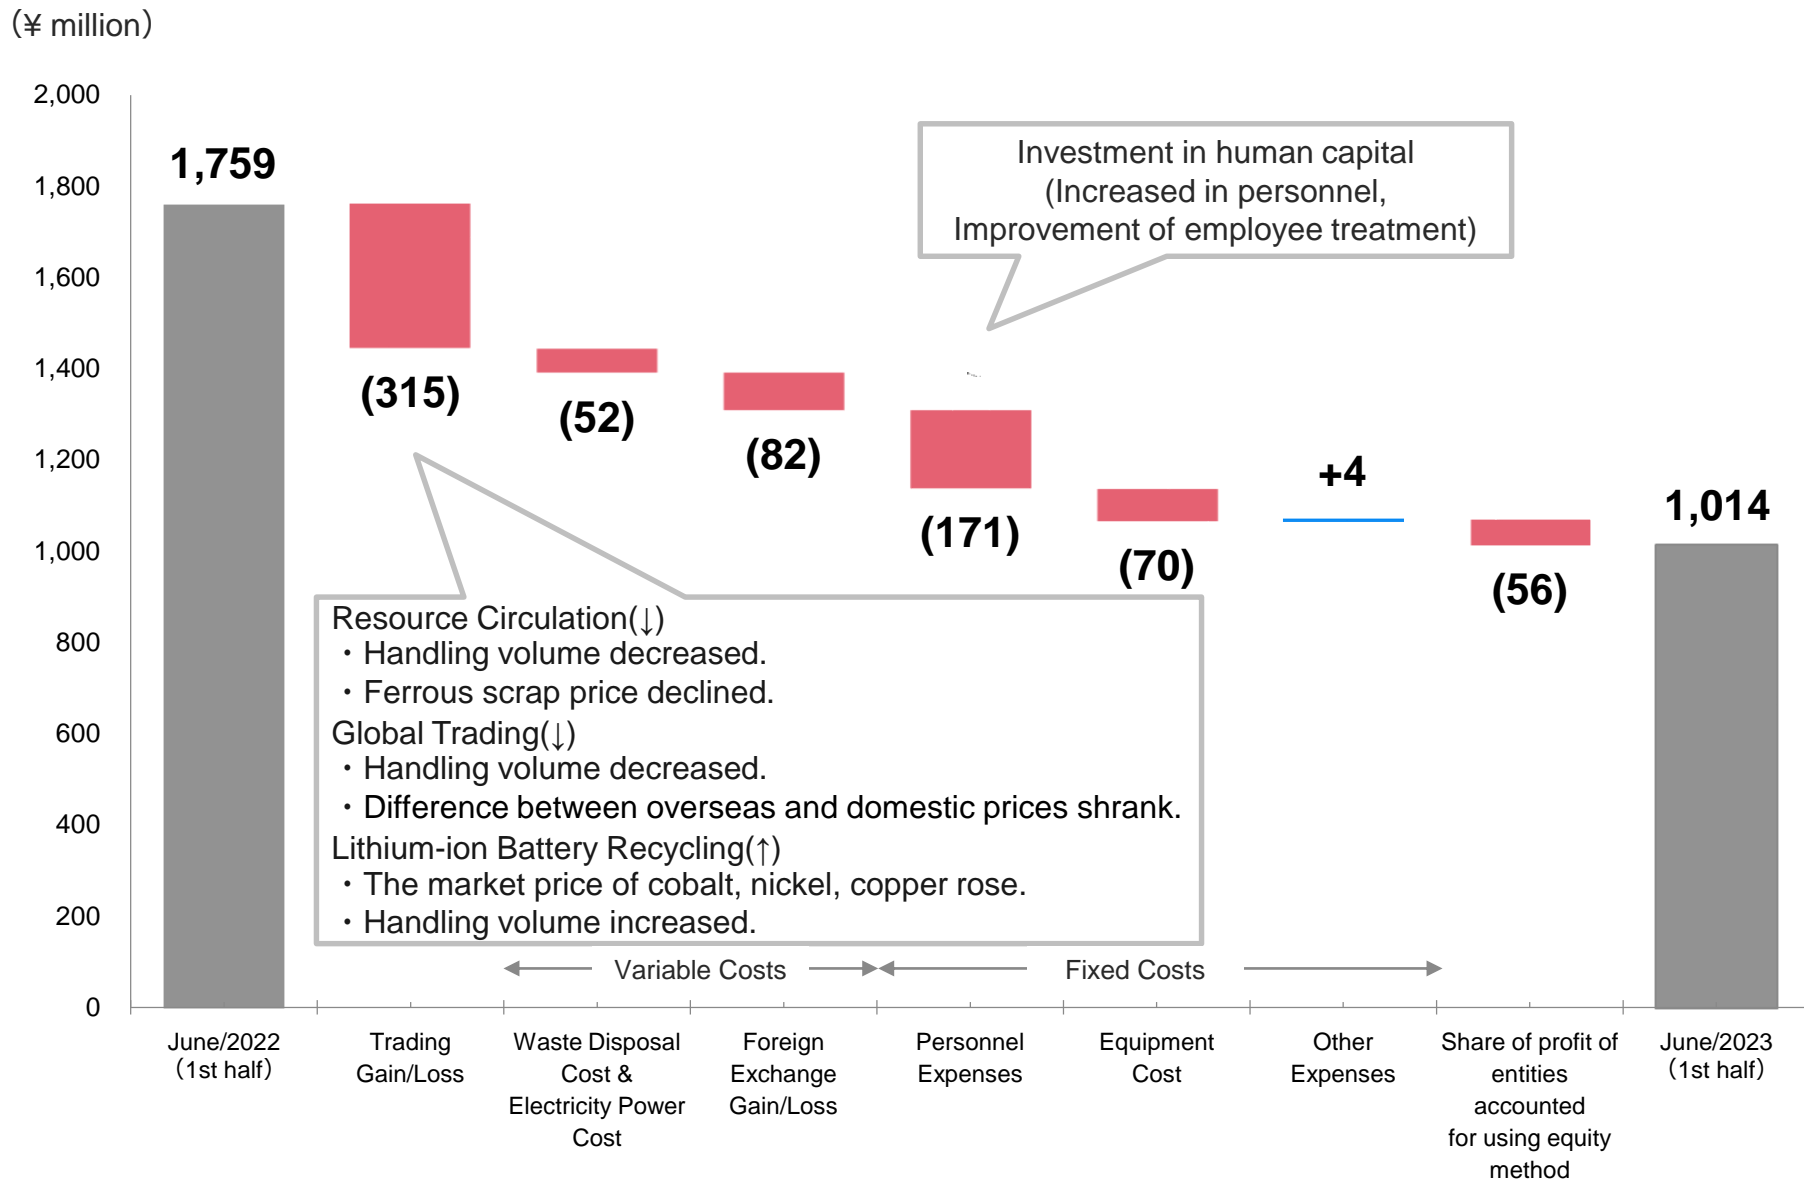 （¥ million）
2,000
1,800
1,600
1,400
1,200
1,000
800
600
400
200
0
1,759
(315)
(52)
(82)
(171)
(70)
+4
(56)
1,014
Investment in human capital
(Increased in personnel,
Improvement of employee treatment)
Resource Circulation(↓)
・Handling volume decreased.
・Ferrous scrap price declined.
Global Trading(↓)
・Handling volume decreased.
・Difference between overseas and domestic prices shrank.
Lithium-ion Battery Recycling(↑)
・The market price of cobalt, nickel, copper rose.
・Handling volume increased.
Variable Costs
Fixed Costs
June/2022
（1st half）
Trading
Gain/Loss
Waste Disposal
Cost &
Electricity Power
Cost
Foreign
Exchange
Gain/Loss
Personnel
Expenses
Equipment
Cost
Other
Expenses
Share of profit of
entities
accounted
for using equity
method
June/2023
（1st half）